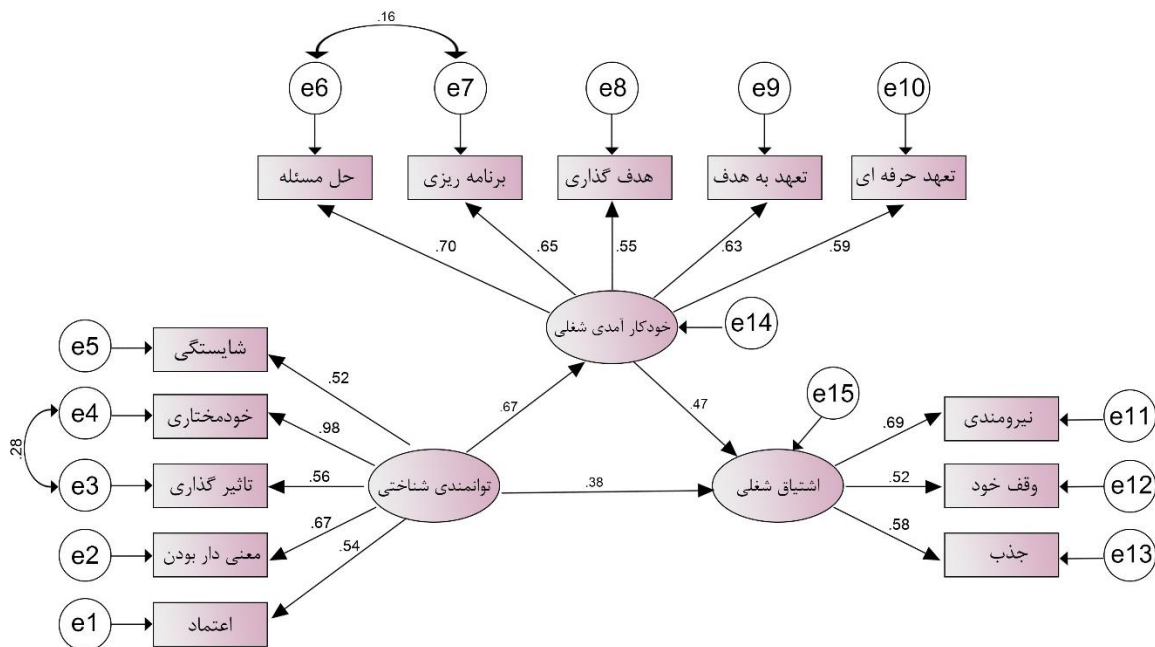 .16
e6
e7
e8
e9
e10
حل مسئله
برنامه ریزی
هدف گذاری
تعهد به هدف
تعهد حرفه ای
.70
.65
.55
.63
.59
خودکار آمدی شغلی
e14
e5
شایستگی
.52
e4
خودمختاری
.98
.28
e3
تاثیر گذاری
.56
e2
معنی دار بودن
.67
e1
اعتماد
.54
توانمندی شناختی
.67
.47
.38
e15
اشتیاق شغلی
.69
نیرومندی
e11
.52
وقف خود
e12
.58
جذب
e13